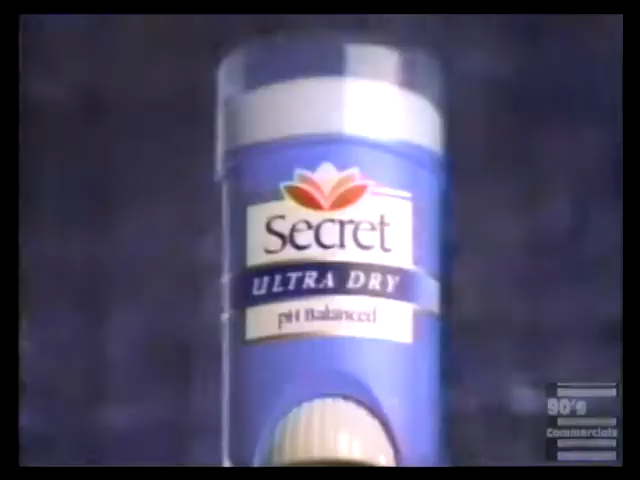 Secret
ULTRA DRY
pH Balanced
90's
Commercials